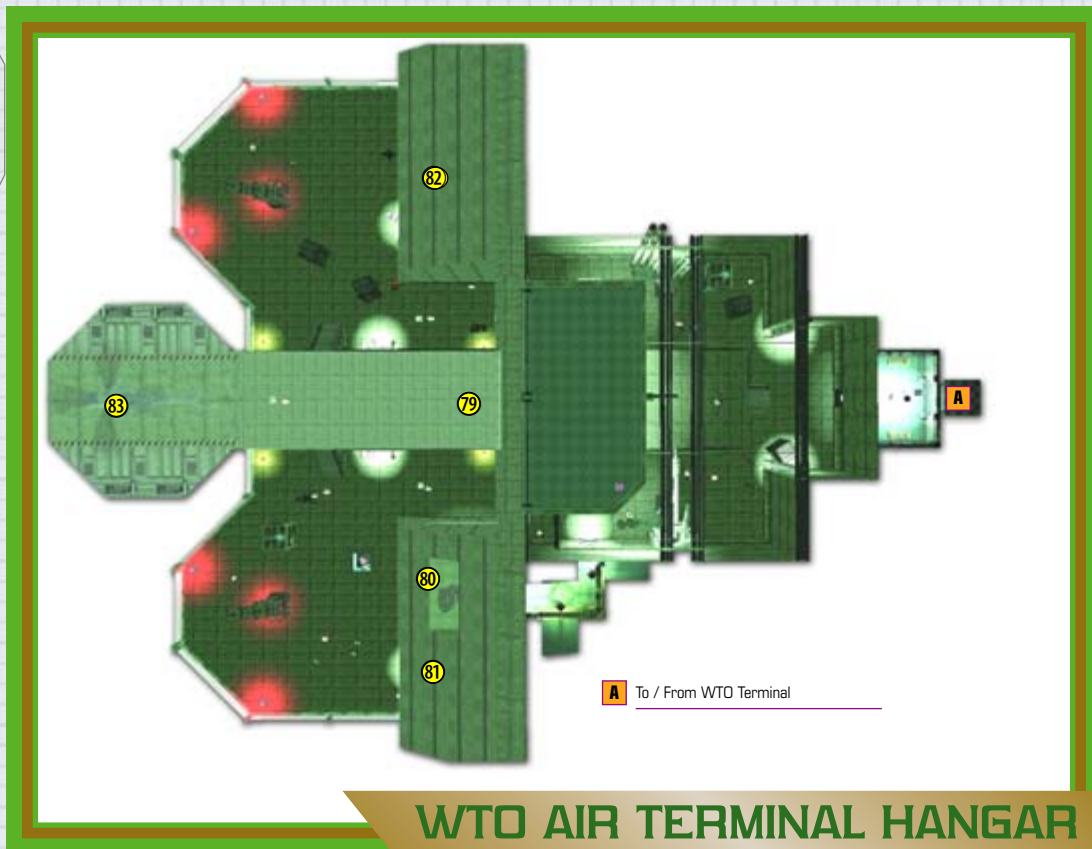 82
83
79
A
80
81
A To / From WTO Terminal
WTO AIR TERMINAL HANGAR